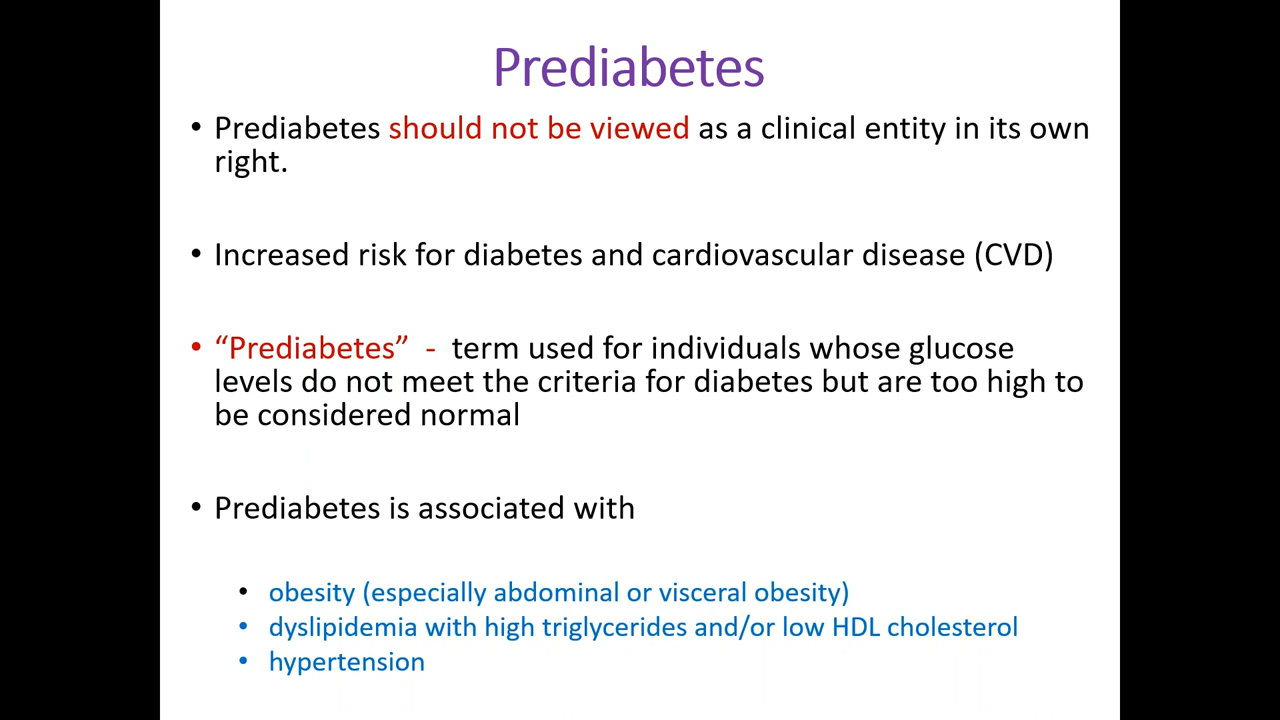 Prediabetes
• Prediabetes should not be viewed as a clinical entity in its own
right.
• Increased risk for diabetes and cardiovascular disease (CVD)
• “Prediabetes” - term used for individuals whose glucose
levels do not meet the criteria for diabetes but are too high to
be considered normal
• Prediabetes is associated with
• obesity (especially abdominal or visceral obesity)
• dyslipidemia with high triglycerides and/or low HDL cholesterol
• hypertension